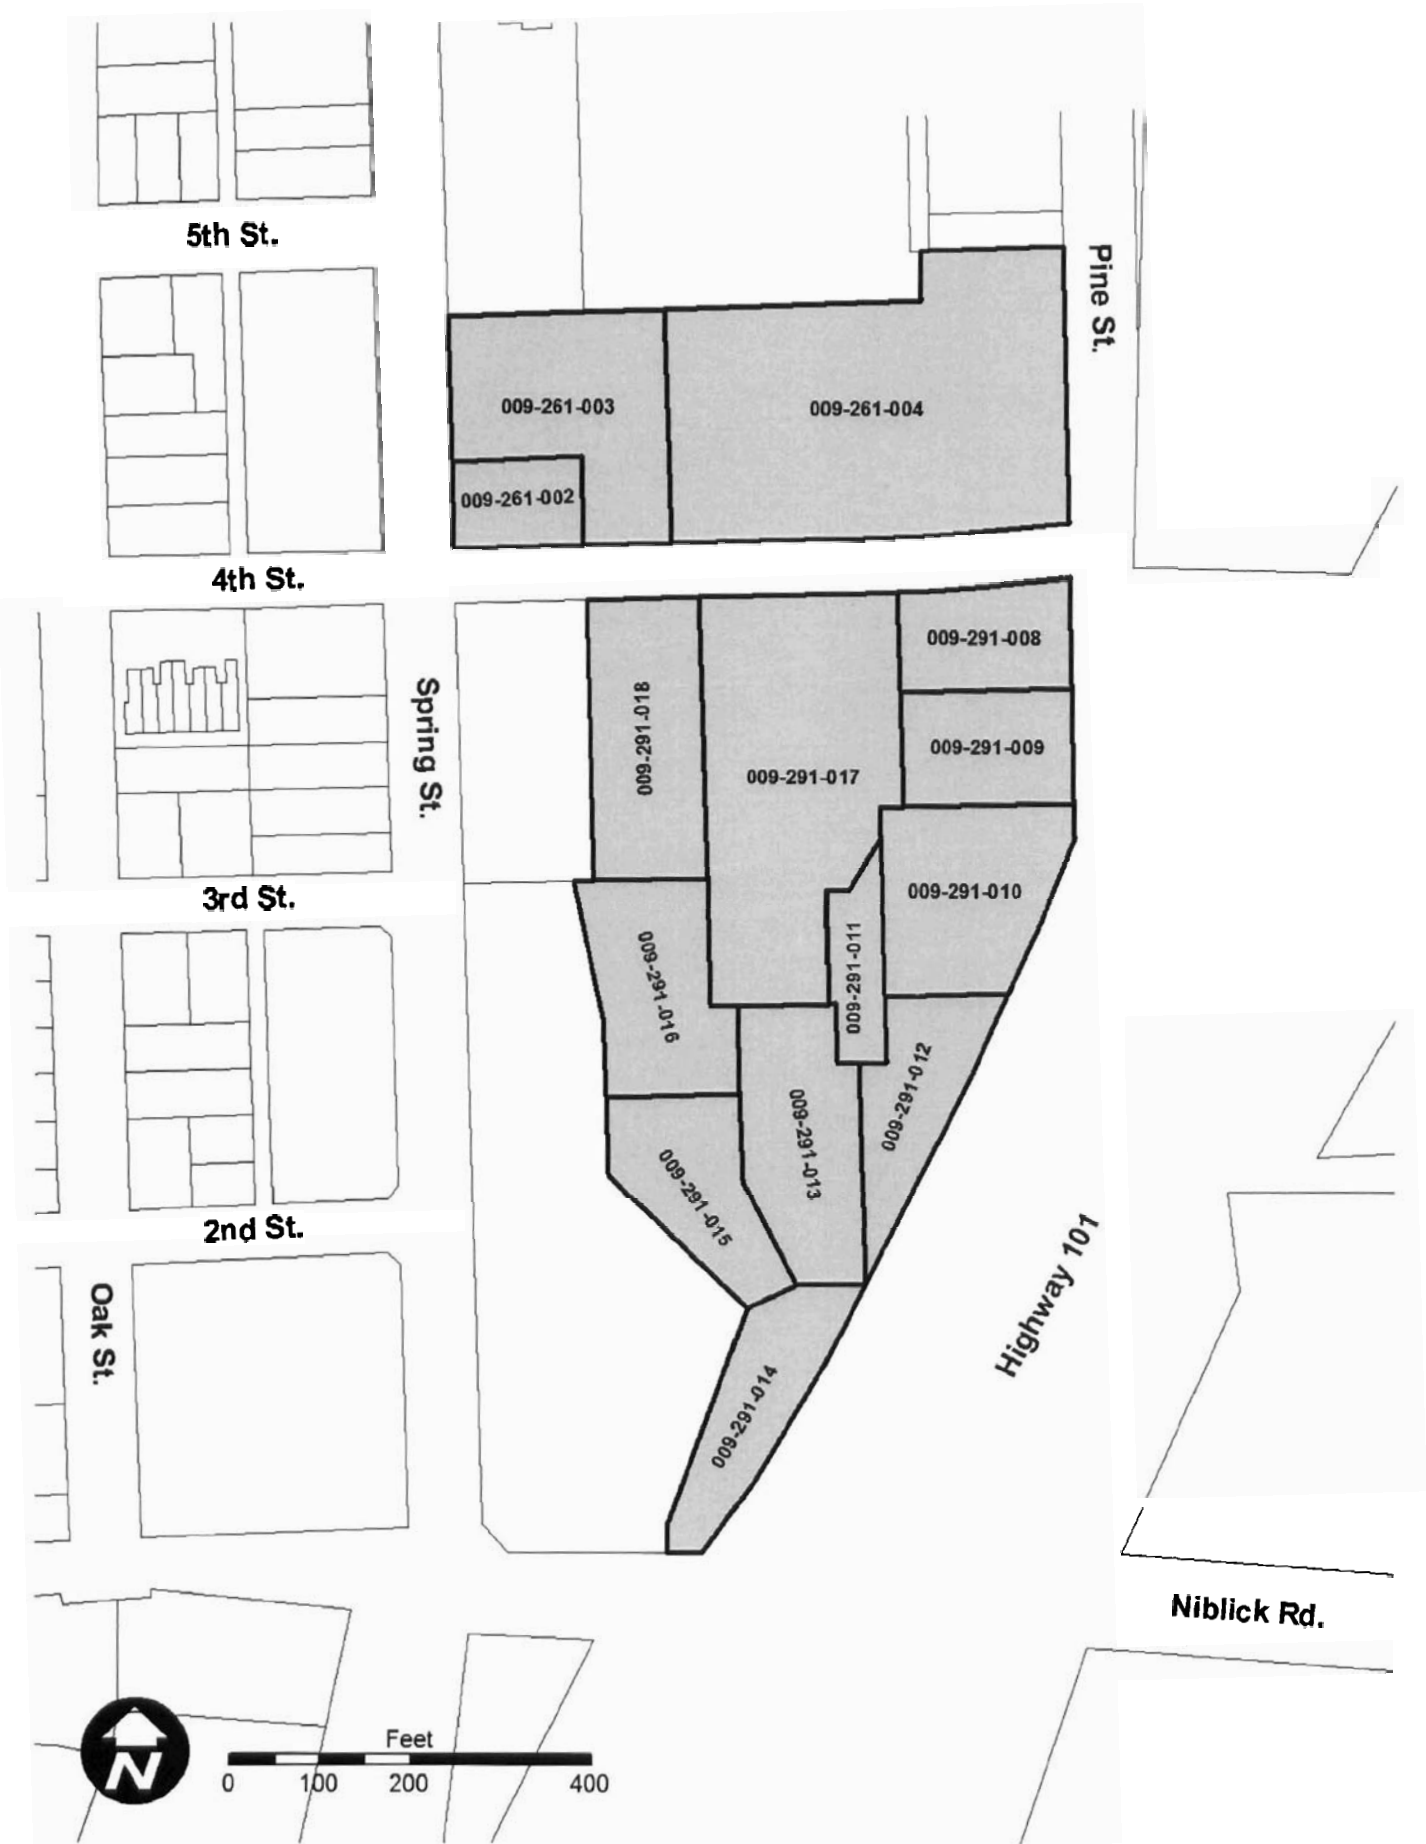 5th St.
Pine St.
009-261-003
009-261-004
009-261-002
4th St.
009-291-008
Spring St.
009-291-018
009-291-009
009-291-017
3rd St.
009-291-010
009-291-011
009-291-016
009-291-012
009-291-013
009-291-015
2nd St.
Oak St.
Highway 101
009-291-014
Niblick Rd.
N
Feet
0 100 200 400